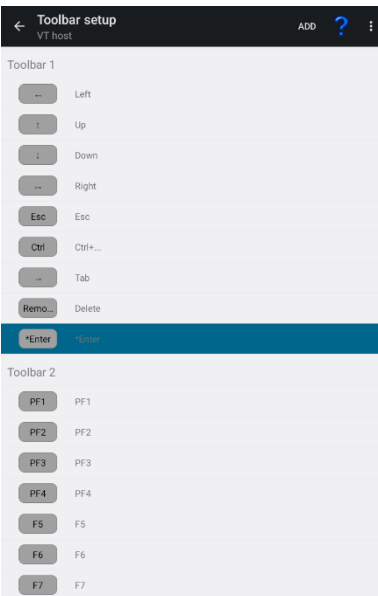 ← Toolbar setup ADD ? ⋮
VT host
Toolbar 1
← Left
↑ Up
↓ Down
→ Right
Esc Esc
Ctrl Ctrl+...
→ Tab
Remo... Delete
*Enter *Enter
Toolbar 2
PF1 PF1
PF2 PF2
PF3 PF3
PF4 PF4
F5 F5
F6 F6
F7 F7